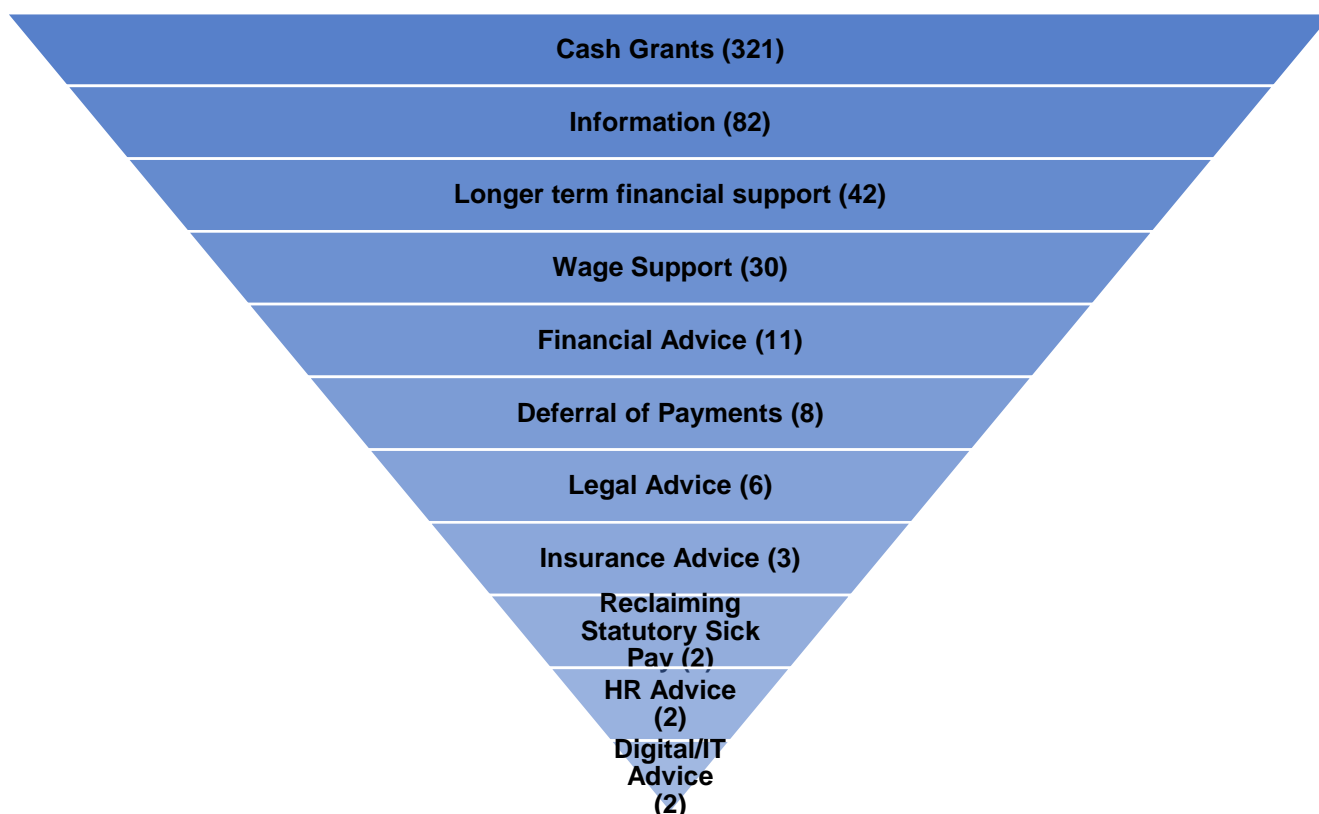 Cash Grants (321)
Information (82)
Longer term financial support (42)
Wage Support (30)
Financial Advice (11)
Deferral of Payments (8)
Legal Advice (6)
Insurance Advice (3)
Reclaiming
Statutory Sick
Pay (2)
HR Advice
(2)
Digital/IT
Advice
(2)